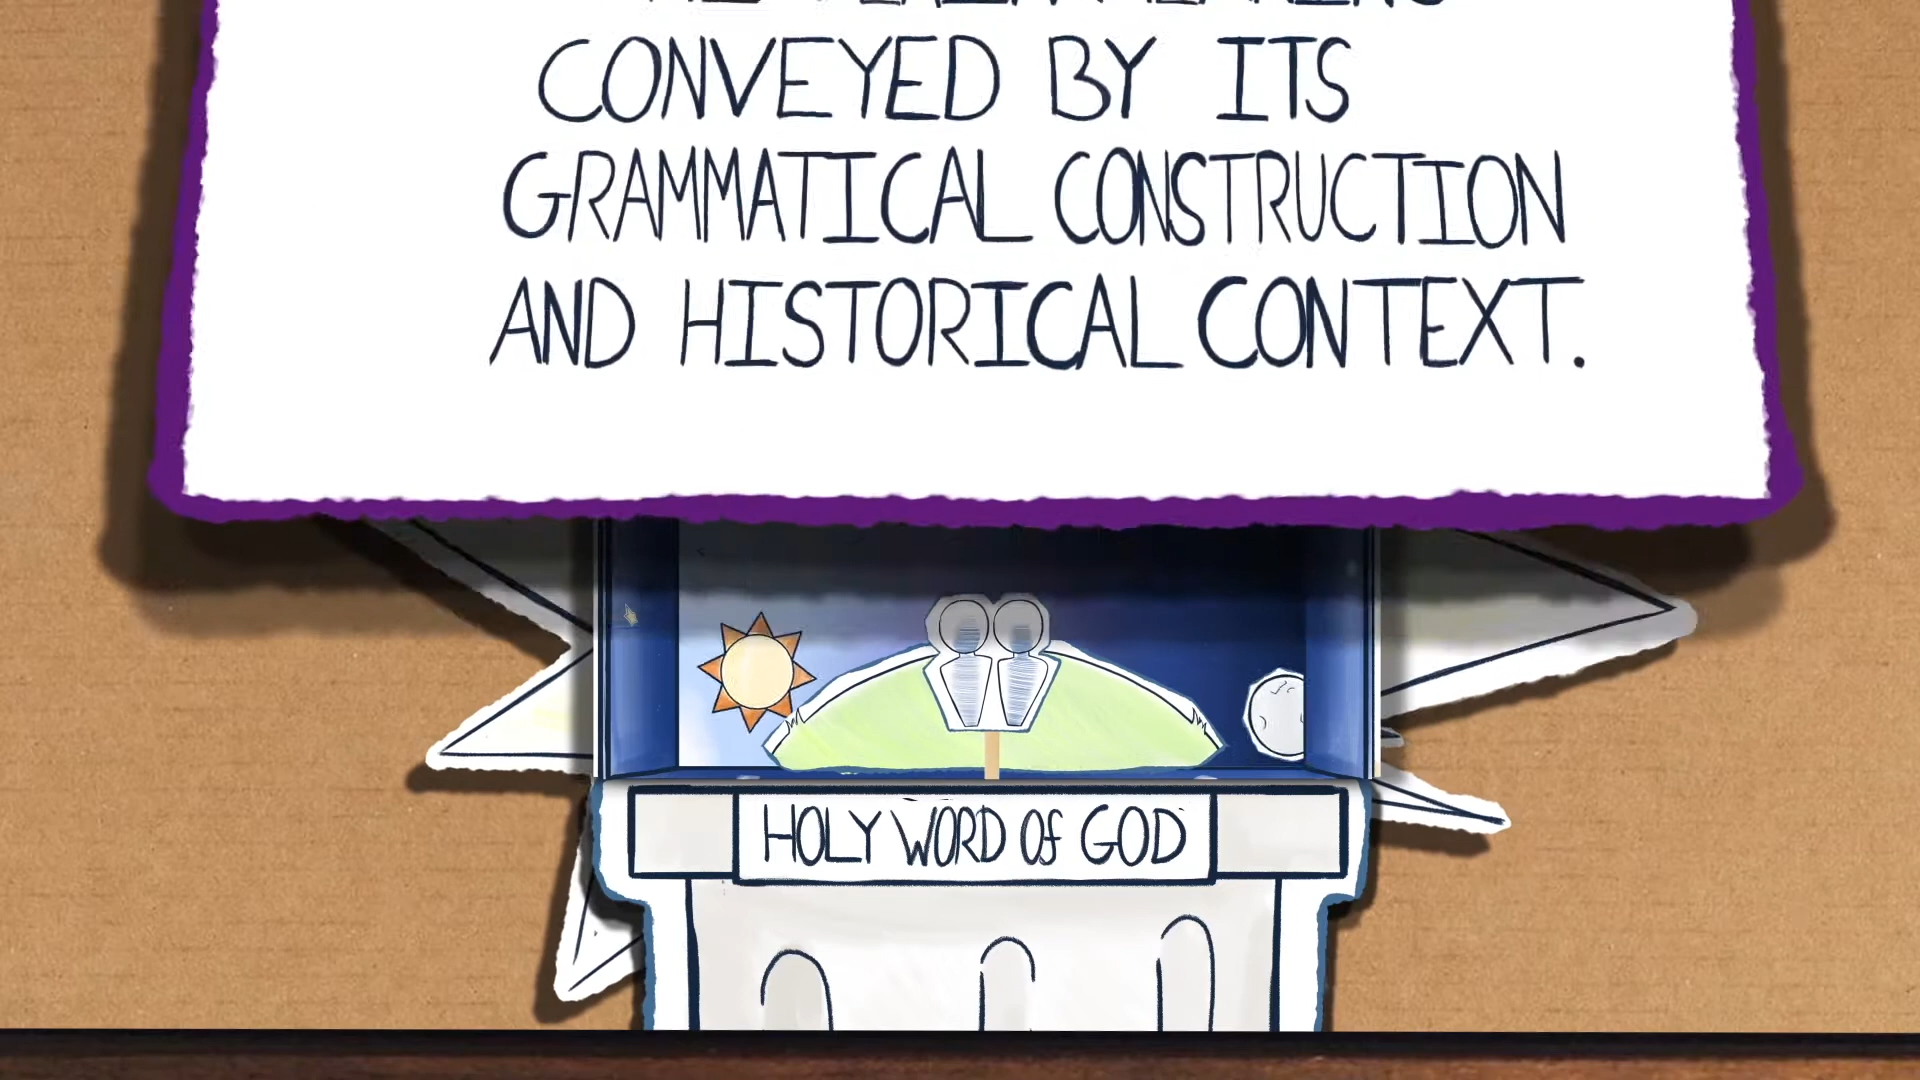 CONVEYED BY ITS
GRAMMATICAL CONSTRUCTION
AND HISTORICAL CONTEXT.
HOLY WORD Of GOD